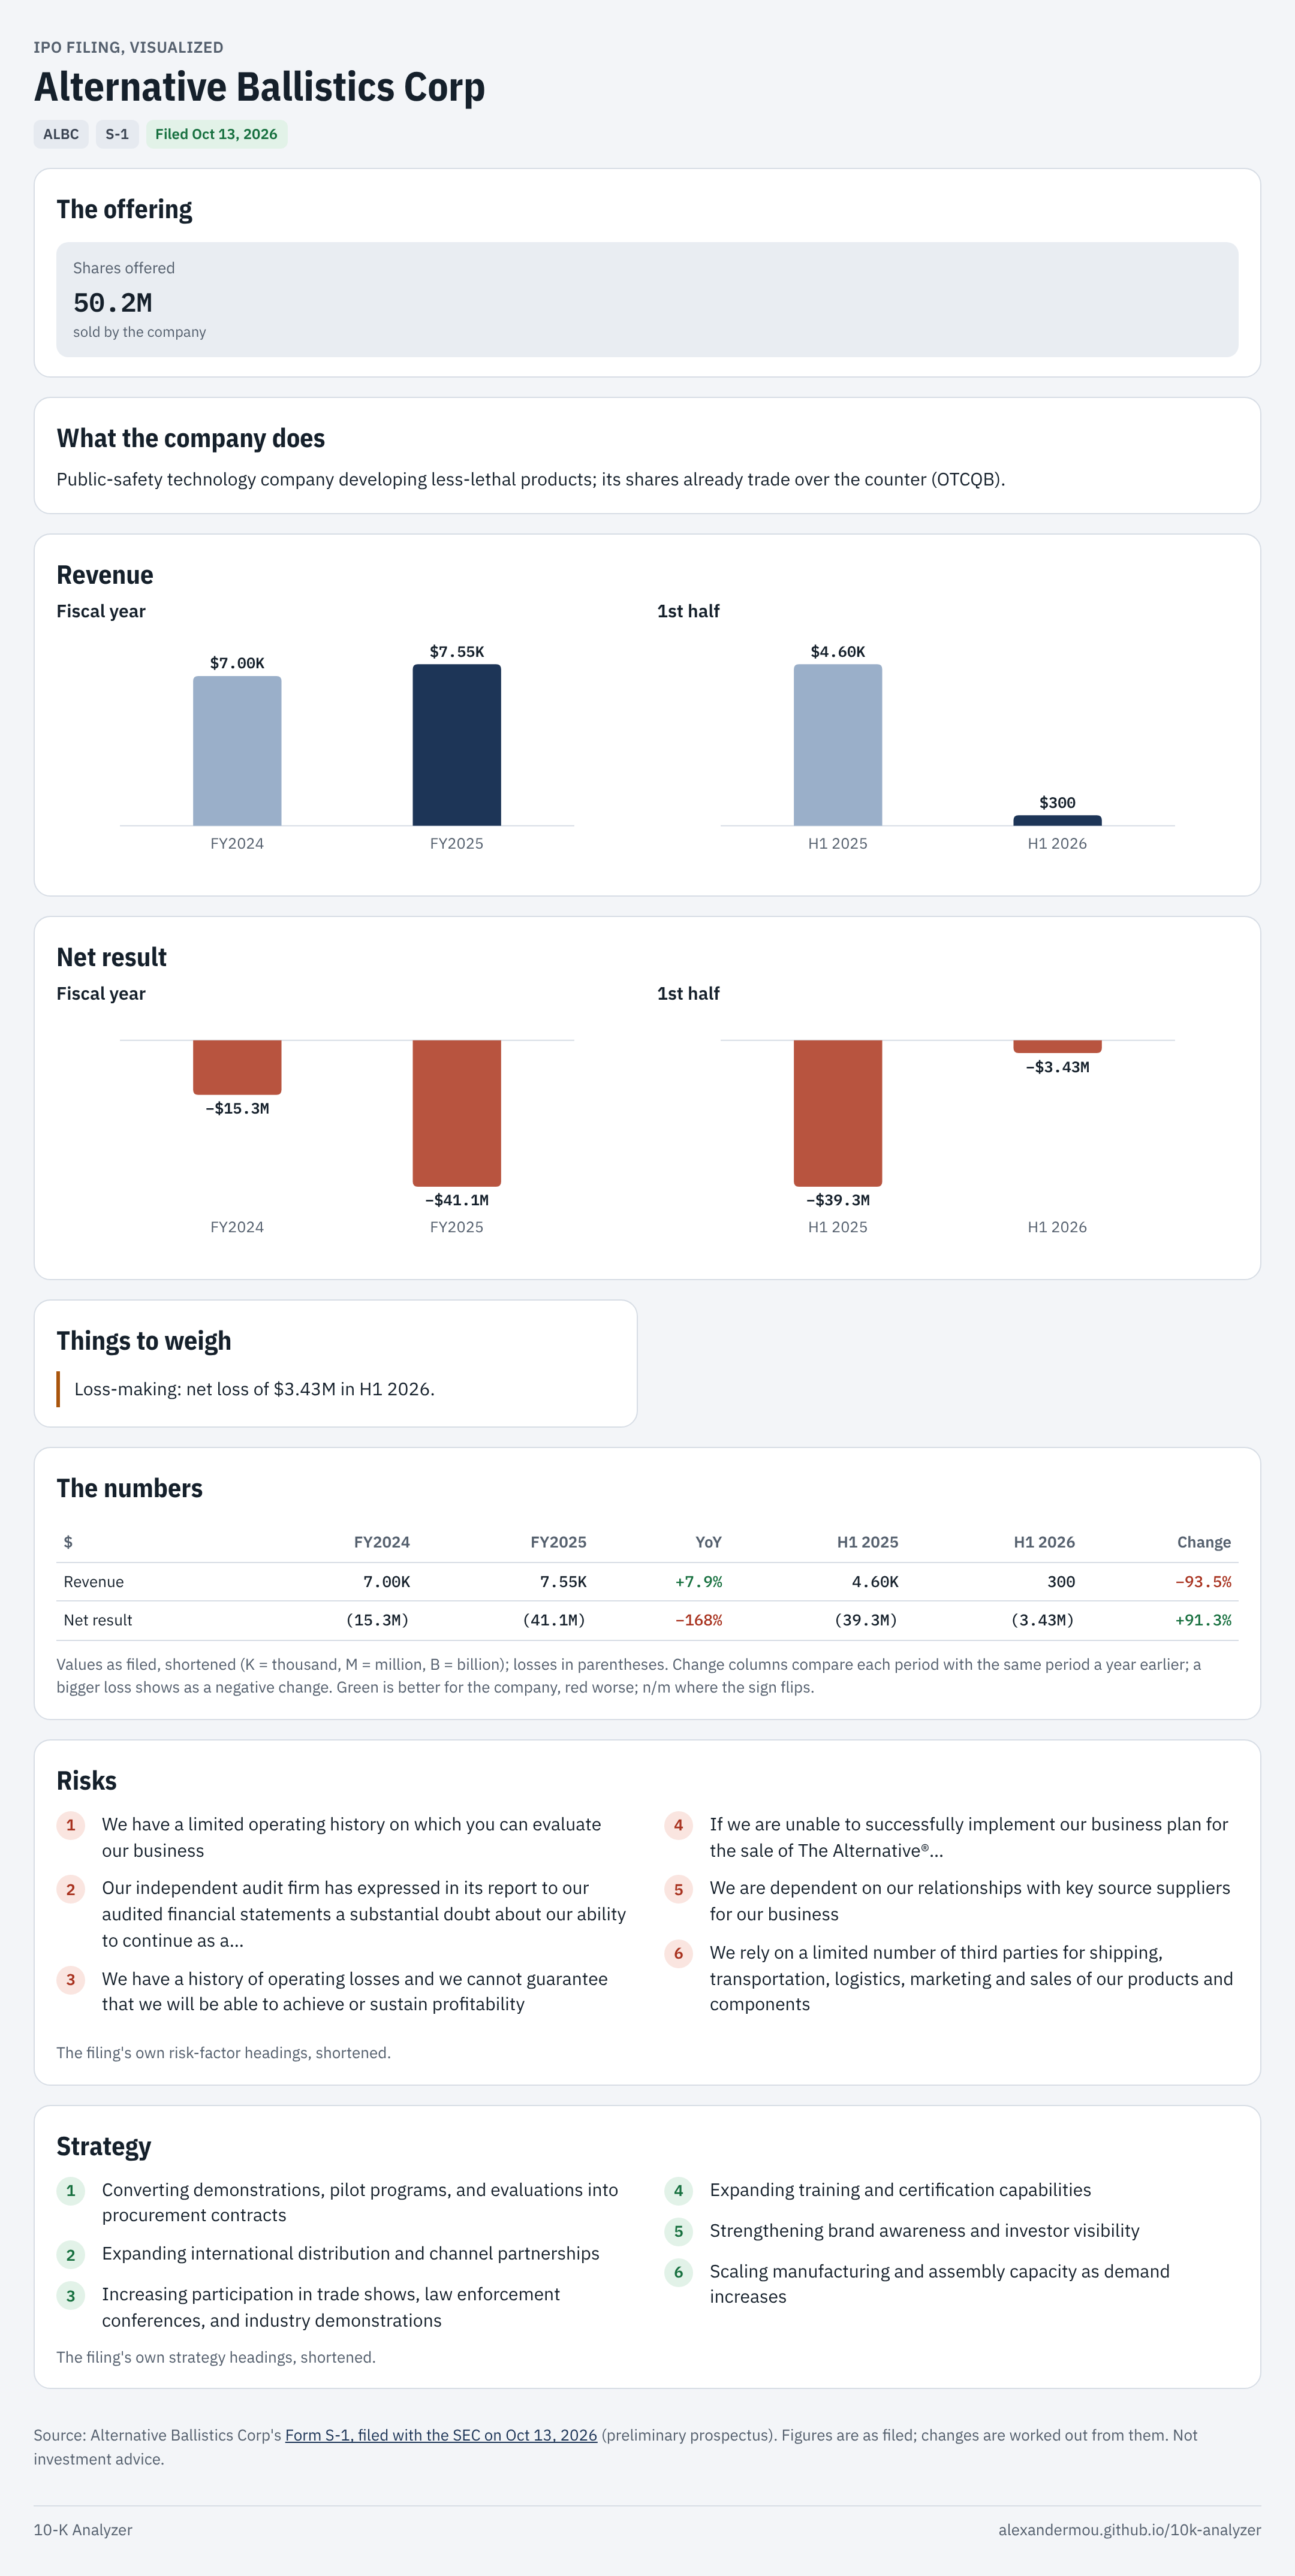 IPO FILING, VISUALIZED
Alternative Ballistics Corp
ALBC S-1 Filed Oct 13, 2026
The offering
Shares offered
50.2M
sold by the company
What the company does
Public-safety technology company developing less-lethal products; its shares already trade over the counter (OTCQB).
Revenue
Fiscal year
$7.00K $7.55K
FY2024 FY2025
1st half
$4.60K $300
H1 2025 H1 2026
Net result
Fiscal year
−$15.3M −$41.1M
FY2024 FY2025
1st half
−$39.3M −$3.43M
H1 2025 H1 2026
Things to weigh
Loss-making: net loss of $3.43M in H1 2026.
The numbers
$ FY2024 FY2025 YoY H1 2025 H1 2026 Change
Revenue 7.00K 7.55K +7.9% 4.60K 300 −93.5%
Net result (15.3M) (41.1M) −168% (39.3M) (3.43M) +91.3%
Values as filed, shortened (K = thousand, M = million, B = billion); losses in parentheses. Change columns compare each period with the same period a year earlier; a
bigger loss shows as a negative change. Green is better for the company, red worse; n/m where the sign flips.
Risks
1 We have a limited operating history on which you can evaluate
our business
2 Our independent audit firm has expressed in its report to our
audited financial statements a substantial doubt about our ability
to continue as a…
3 We have a history of operating losses and we cannot guarantee
that we will be able to achieve or sustain profitability
4 If we are unable to successfully implement our business plan for
the sale of The Alternative®…
5 We are dependent on our relationships with key source suppliers
for our business
6 We rely on a limited number of third parties for shipping,
transportation, logistics, marketing and sales of our products and
components
The filing's own risk-factor headings, shortened.
Strategy
1 Converting demonstrations, pilot programs, and evaluations into
procurement contracts
2 Expanding international distribution and channel partnerships
3 Increasing participation in trade shows, law enforcement
conferences, and industry demonstrations
4 Expanding training and certification capabilities
5 Strengthening brand awareness and investor visibility
6 Scaling manufacturing and assembly capacity as demand
increases
The filing's own strategy headings, shortened.
Source: Alternative Ballistics Corp's Form S-1, filed with the SEC on Oct 13, 2026 (preliminary prospectus). Figures are as filed; changes are worked out from them. Not
investment advice.
10-K Analyzer alexandermou.github.io/10k-analyzer